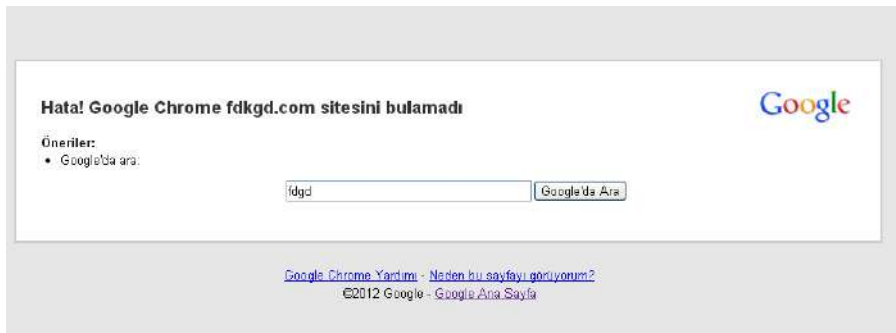 Hata! Google Chrome fdkgd.com sitesini bulamadı
Google
Öneriler:
• Google'da ara:
fdgd
Google'da Ara
Google Chrome Yardımı - Neden bu sayfayı görüyorum?
©2012 Google - Google Ana Sayfa